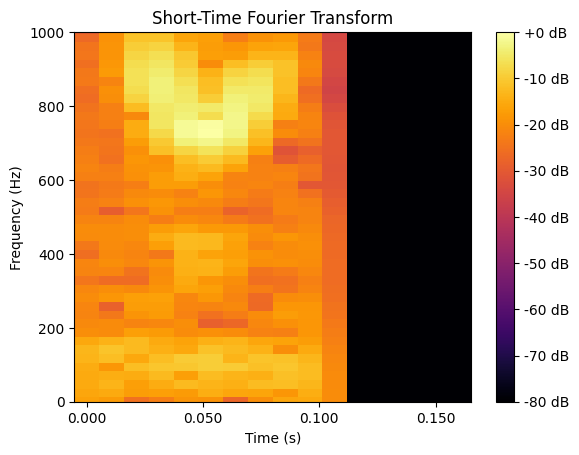 Short-Time Fourier Transform
1000
800
600
400
200
0
Frequency (Hz)
0.000
0.050
0.100
0.150
Time (s)
+0 dB
-10 dB
-20 dB
-30 dB
-40 dB
-50 dB
-60 dB
-70 dB
-80 dB